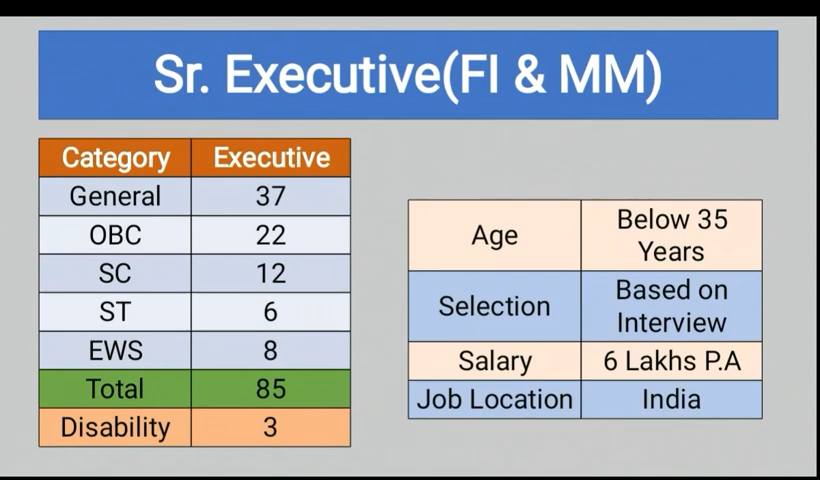 Sr. Executive(FI & MM)
Category Executive
General 37
OBC 22
SC 12
ST 6
EWS 8
Total 85
Disability 3
Age Below 35
Years
Selection Based on
Interview
Salary 6 Lakhs P.A
Job Location India